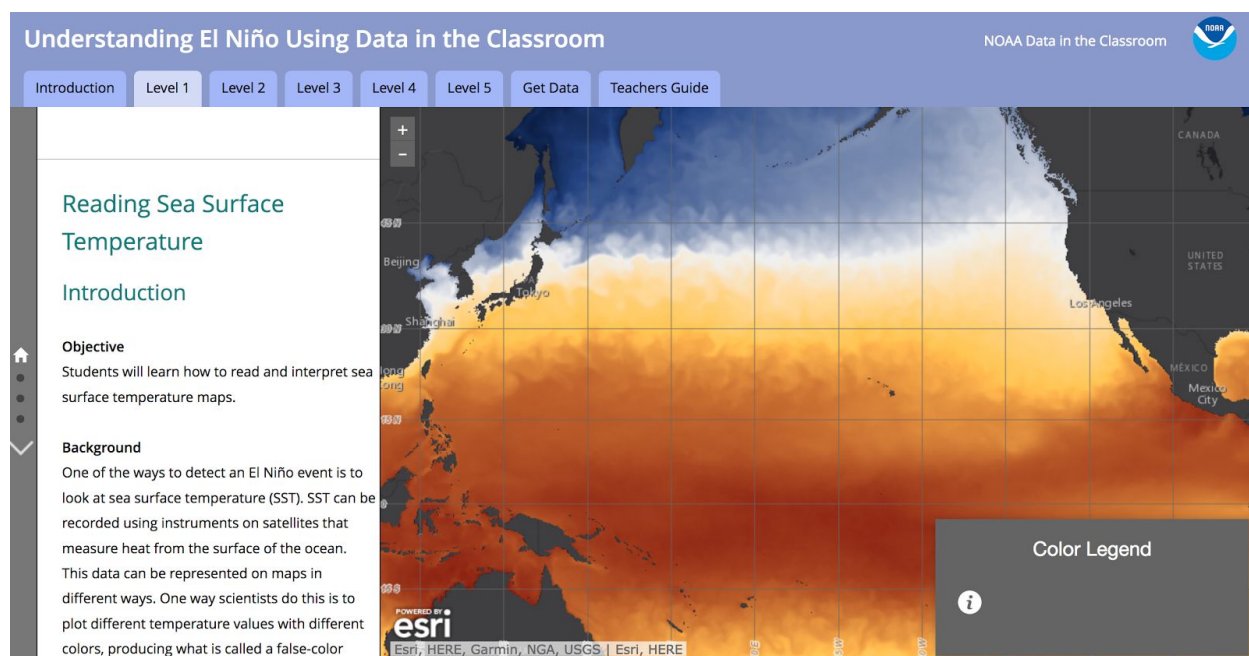 Understanding El Niño Using Data in the Classroom
NOAA Data in the Classroom
NOAA
Introduction
Level 1
Level 2
Level 3
Level 4
Level 5
Get Data
Teachers Guide
Reading Sea Surface
Temperature
Introduction
Objective
Students will learn how to read and interpret sea
surface temperature maps.
Background
One of the ways to detect an El Niño event is to
look at sea surface temperature (SST). SST can be
recorded using instruments on satellites that
measure heat from the surface of the ocean.
This data can be represented on maps in
different ways. One way scientists do this is to
plot different temperature values with different
colors, producing what is called a false-color
+
−
CANADA
45 N
Beijing
UNITED
STATES
Tokyo
Los Angeles
Shanghai
30 N
MÉXICO
Mexico
City
15 N
0
15 S
Color Legend
i
POWERED BY
esri
Esri, HERE, Garmin, NGA, USGS | Esri, HERE